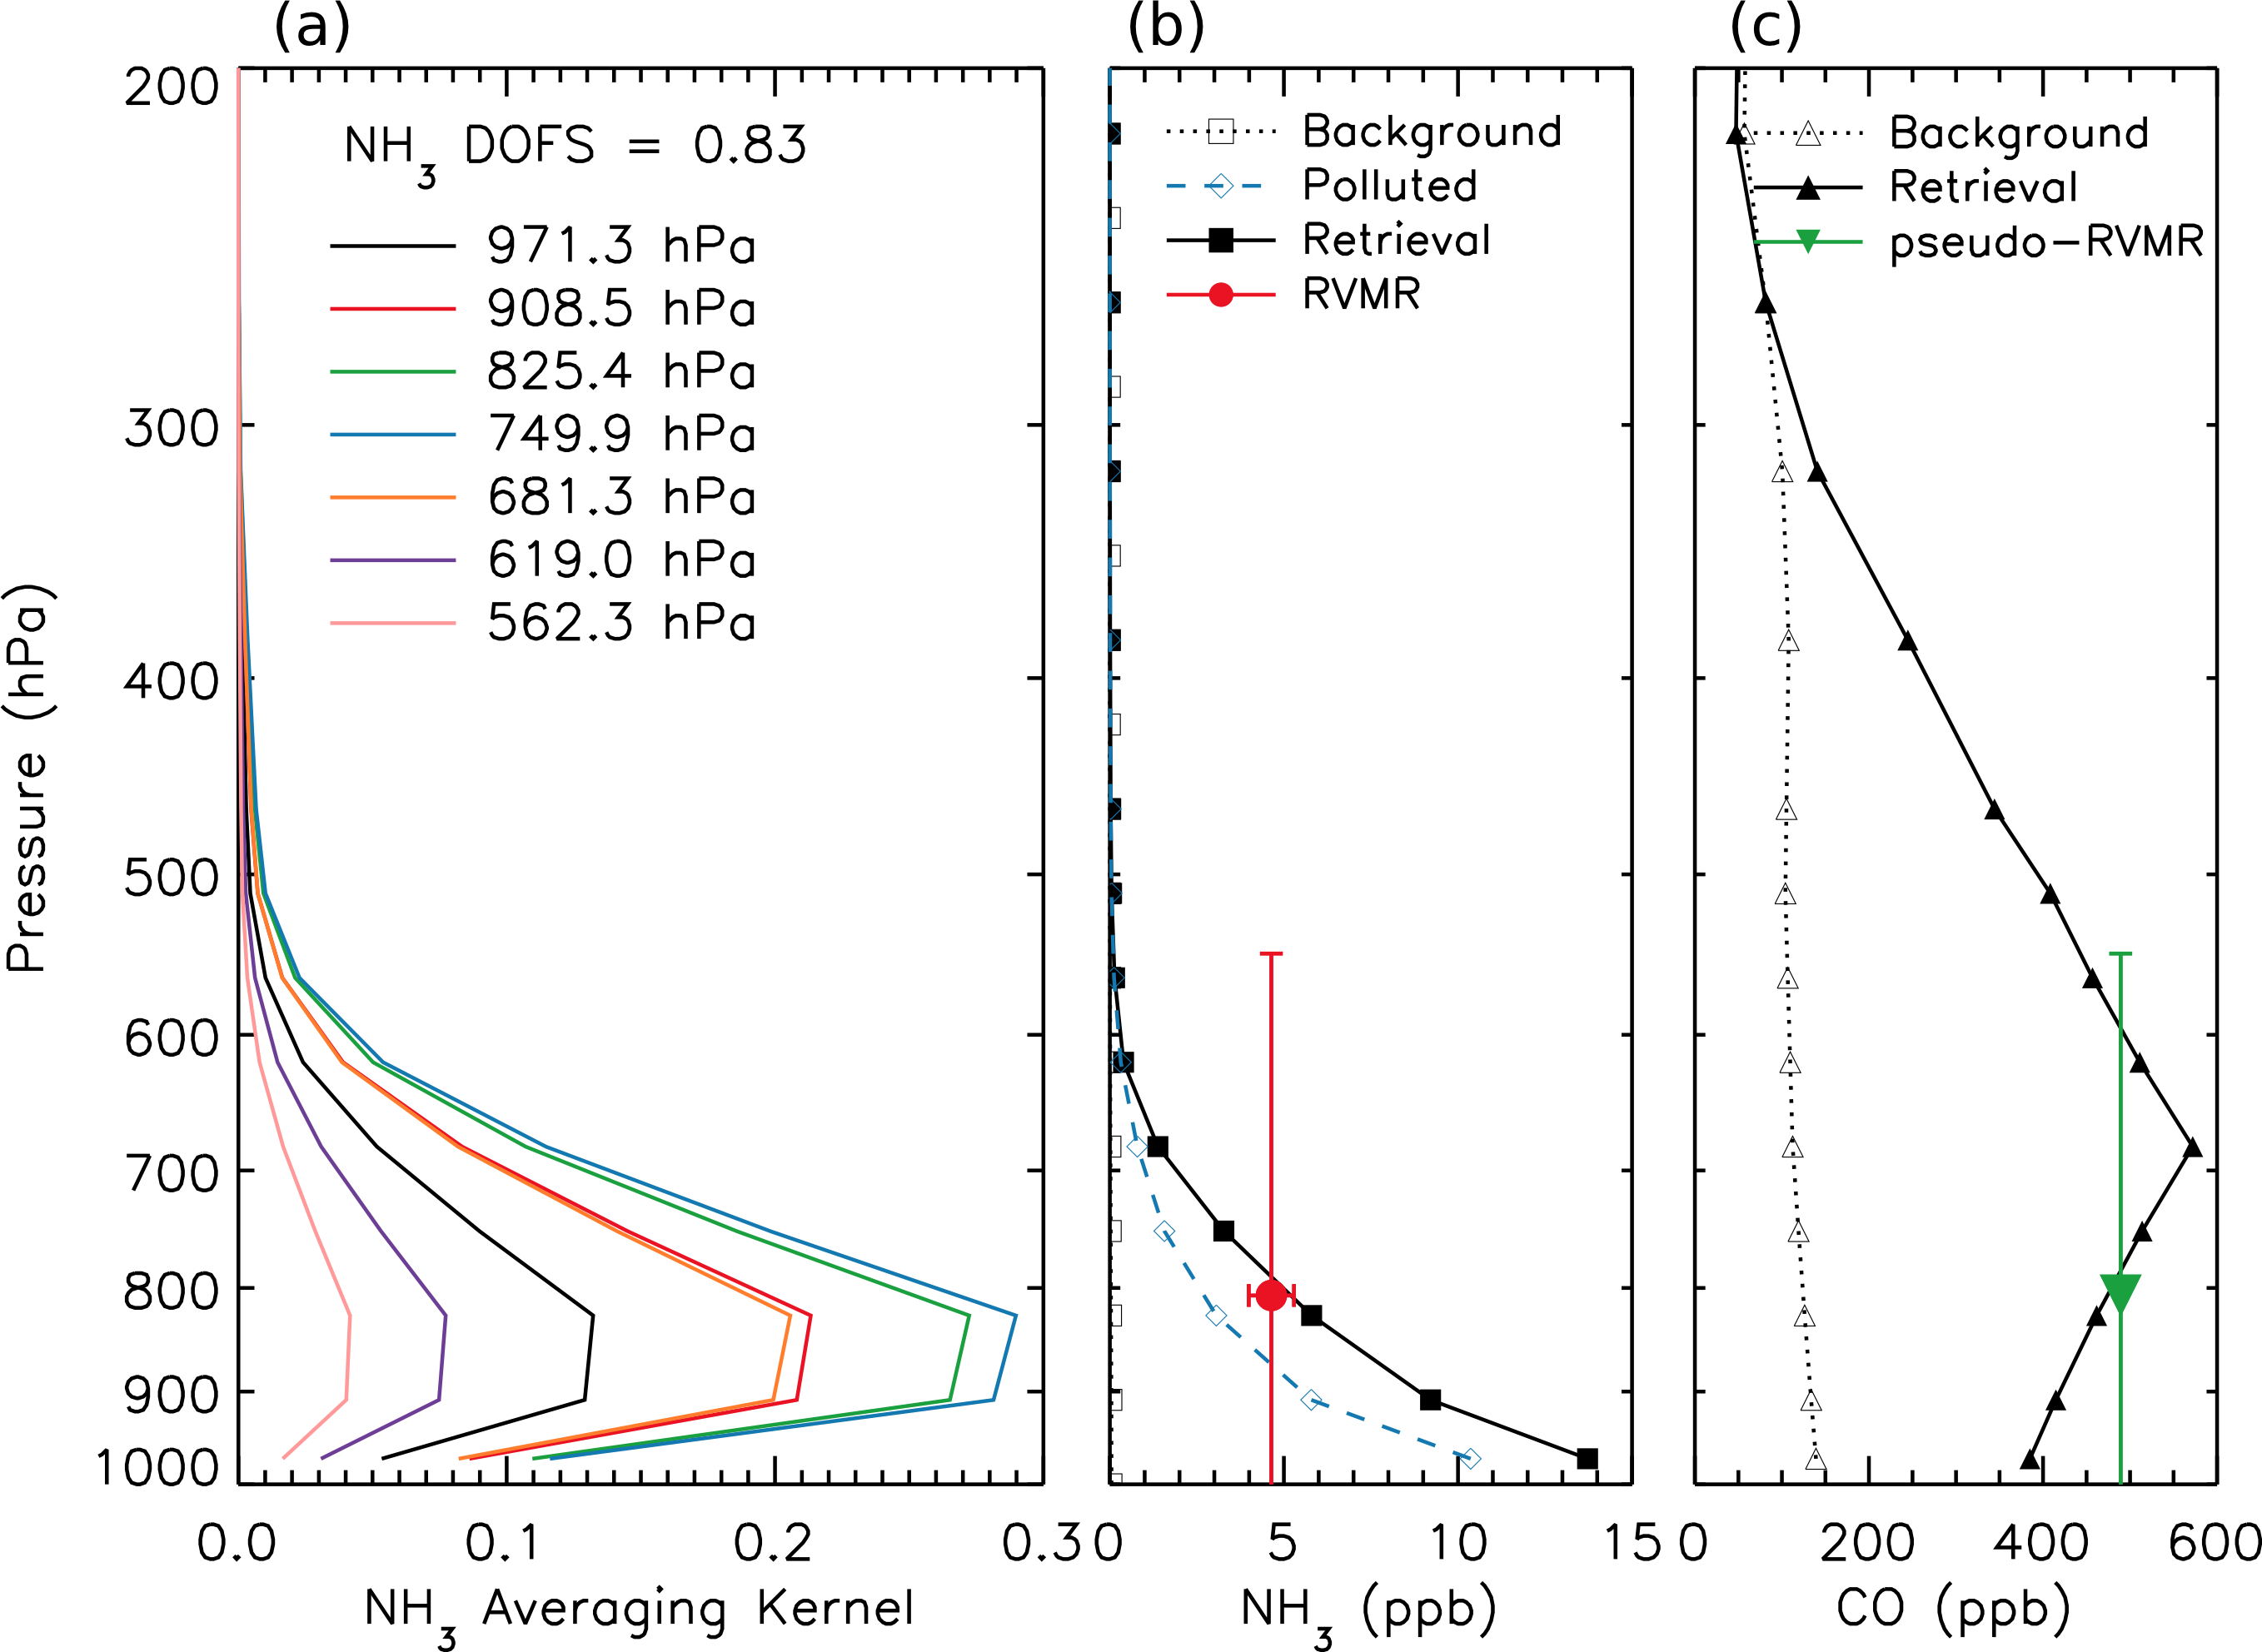 (a)
(b)
(c)
NH3 DOFS = 0.83
971.3 hPa
908.5 hPa
825.4 hPa
749.9 hPa
681.3 hPa
619.0 hPa
562.3 hPa
Background
Polluted
Retrieval
RVMR
Background
Retrieval
pseudo-RVMR
Pressure (hPa)
200
300
400
500
600
700
800
900
1000
0.0 0.1 0.2 0.3
0 5 10 15
0 200 400 600
NH3 Averaging Kernel
NH3 (ppb)
CO (ppb)